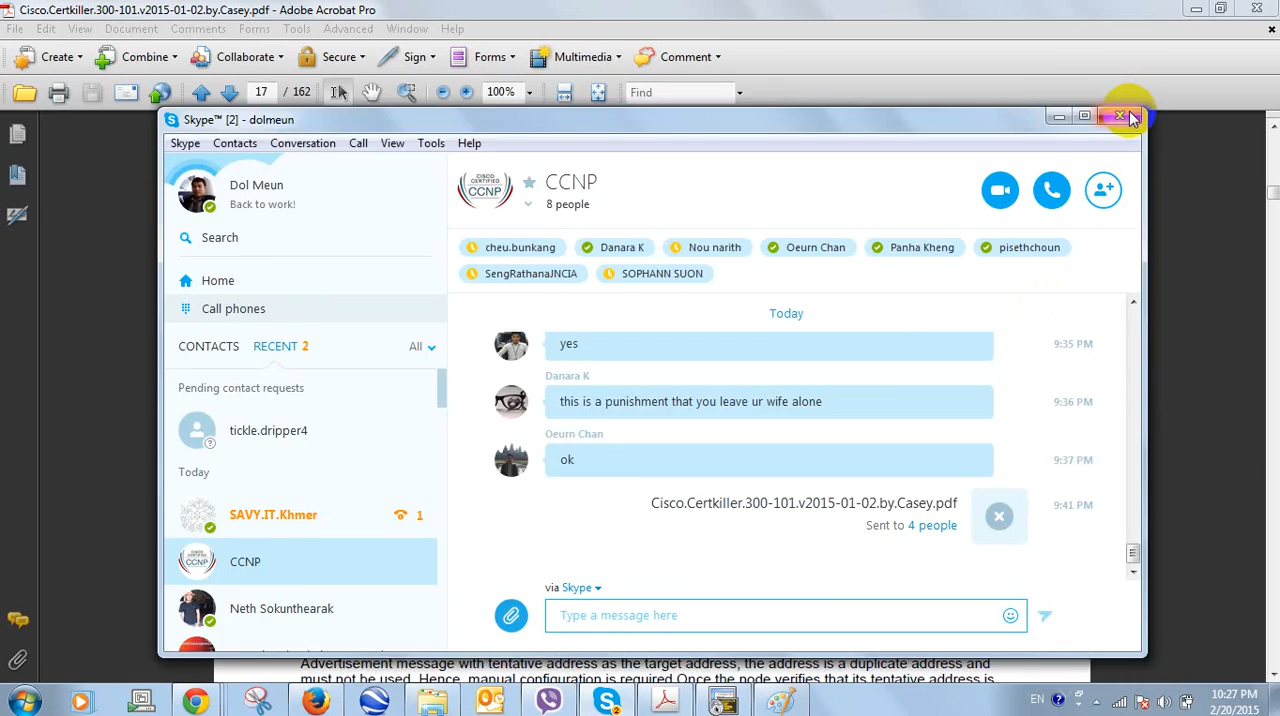 Cisco.Certkiller.300-101.v2015-01-02.by.Casey.pdf - Adobe Acrobat Pro
File Edit View Document Comments Forms Tools Advanced Window Help
Create Combine Collaborate Secure Sign Forms Multimedia Comment
17 / 162 100% Find
Skype™ [2] - dolmeun
Skype Contacts Conversation Call View Tools Help
Dol Meun
Back to work!
Search
Home
Call phones
CONTACTS RECENT 2 All
Pending contact requests
tickle.dripper4
Today
SAVY.IT.Khmer 1
CCNP
Neth Sokunthearak
CISCO CERTIFIED
CCNP
CCNP
8 people
cheu.bunkang Danara K Nou narith Oeurn Chan Panha Kheng pisethchoun
SengRathanaJNCIA SOPHANN SUON
Today
yes 9:35 PM
Danara K
this is a punishment that you leave ur wife alone 9:36 PM
Oeurn Chan
ok 9:37 PM
Cisco.Certkiller.300-101.v2015-01-02.by.Casey.pdf 9:41 PM
Sent to 4 people
via Skype
Type a message here
Advertisement message with tentative address as the target address, the address is a duplicate address and
must not be used. Hence, manual configuration is required.Once the node verifies that its tentative address is
EN 10:27 PM
2/20/2015